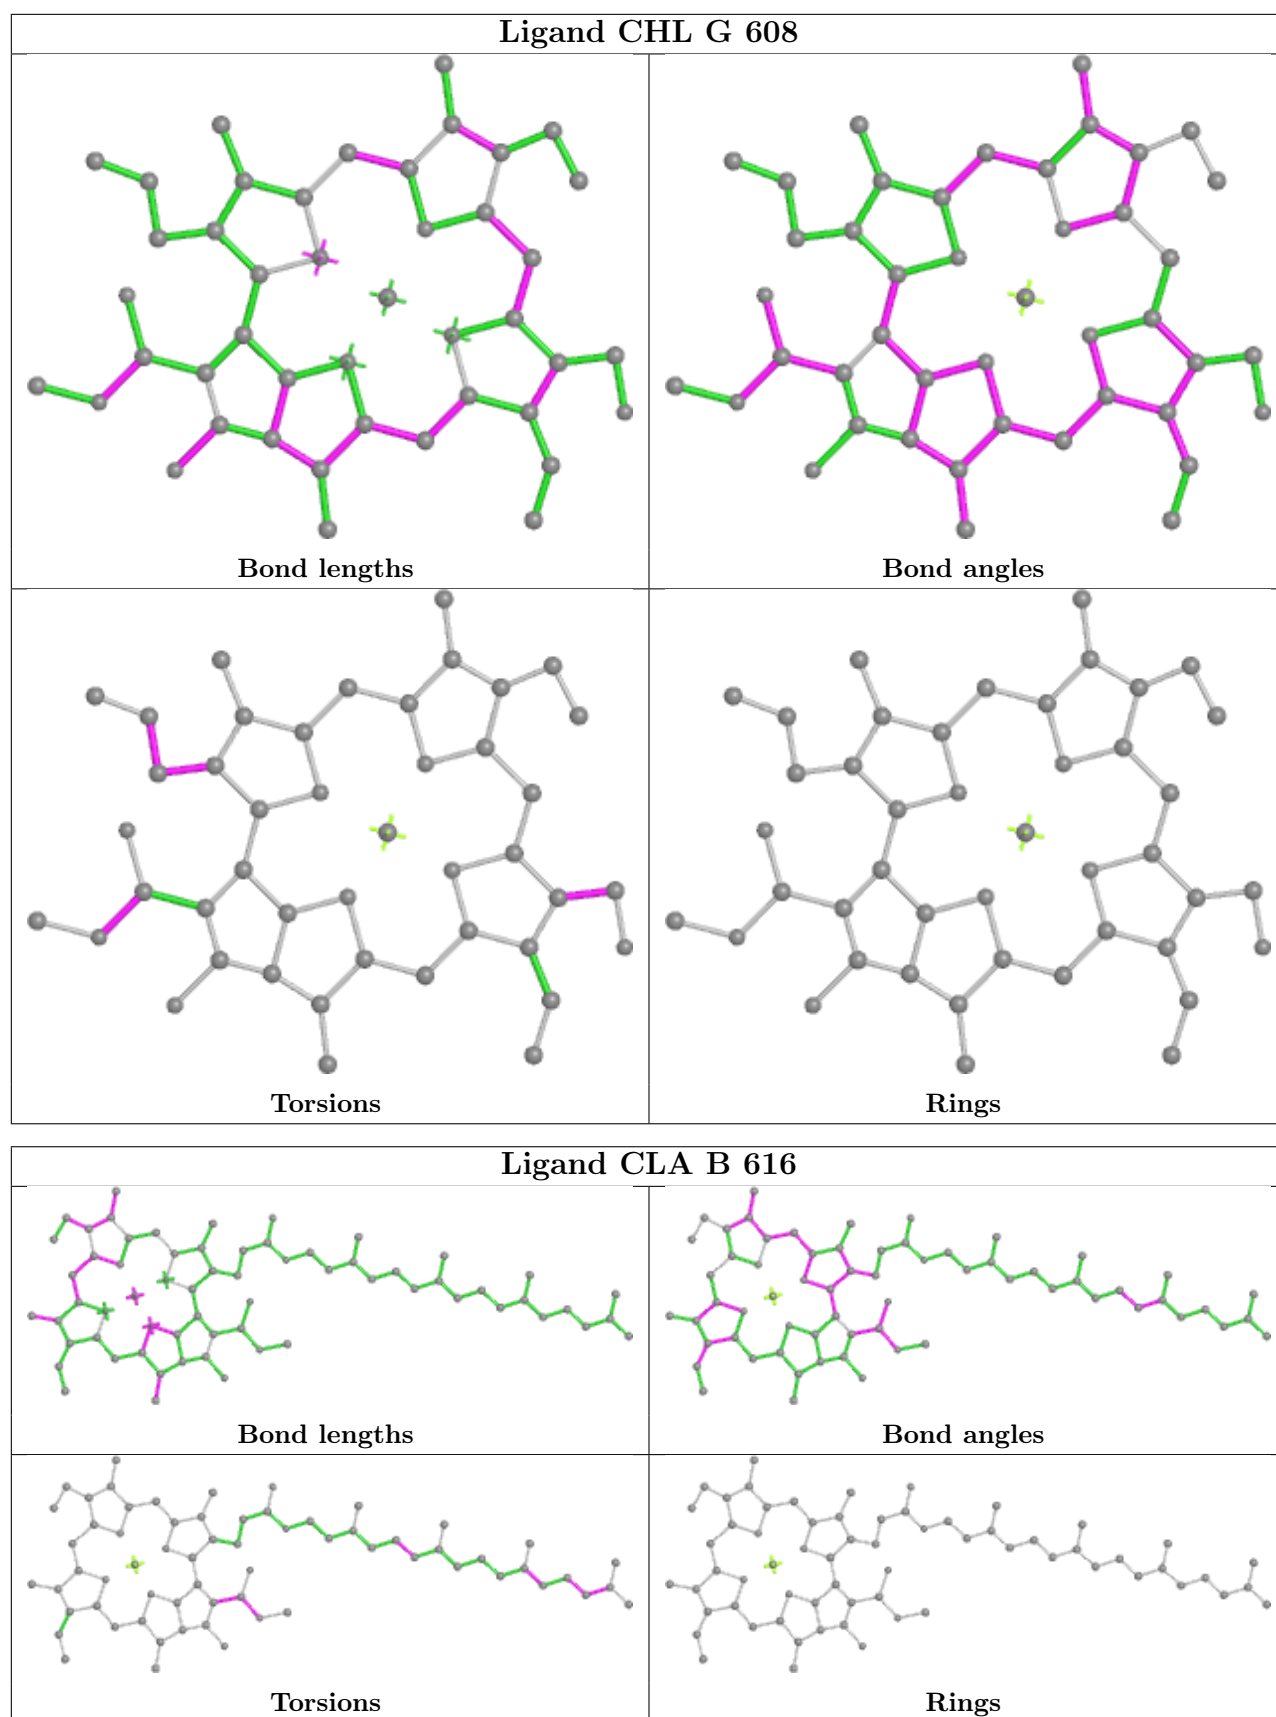 Ligand CHL G 608
Bond lengths
Bond angles
Torsions
Rings
Ligand CLA B 616
Bond lengths
Bond angles
Torsions
Rings